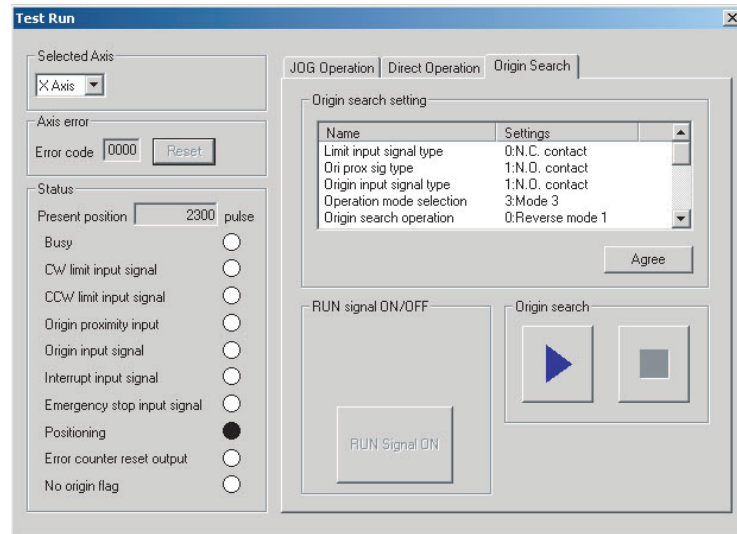 Test Run
Selected Axis
X Axis
Axis error
Error code 0000 Reset
Status
Present position 2300 pulse
Busy
CW limit input signal
CCW limit input signal
Origin proximity input
Origin input signal
Interrupt input signal
Emergency stop input signal
Positioning
Error counter reset output
No origin flag
JOG Operation Direct Operation Origin Search
Origin search setting
Name Settings
Limit input signal type 0:N.C. contact
Ori prox sig type 1:N.O. contact
Origin input signal type 1:N.O. contact
Operation mode selection 3:Mode 3
Origin search operation 0:Reverse mode 1
Agree
RUN signal ON/OFF
RUN Signal ON
Origin search